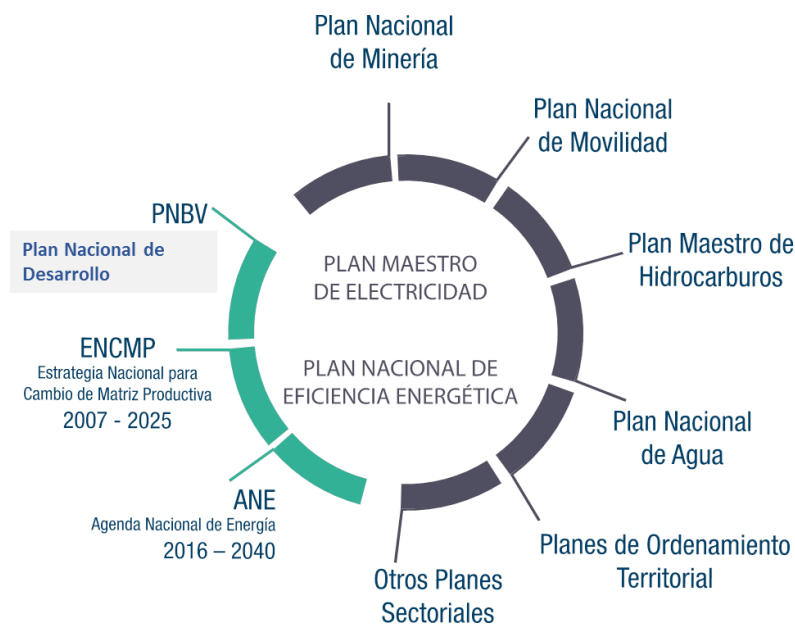 Plan Nacional
de Minería
Plan Nacional
de Movilidad
PNBV
Plan Nacional de
Desarrollo
PLAN MAESTRO
DE ELECTRICIDAD
Plan Maestro de
Hidrocarburos
ENCMP
Estrategia Nacional para
Cambio de Matriz Productiva
2007 - 2025
PLAN NACIONAL DE
EFICIENCIA ENERGÉTICA
Plan Nacional
de Agua
ANE
Agenda Nacional de Energía
2016 – 2040
Planes de Ordenamiento
Territorial
Otros Planes
Sectoriales